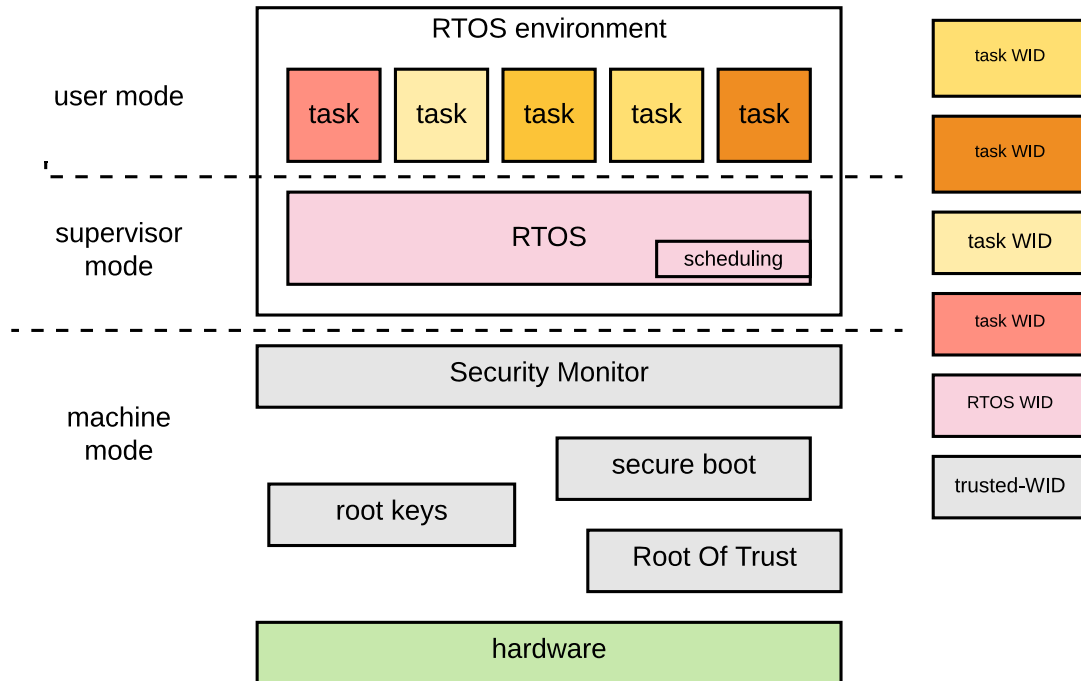 RTOS environment
user mode
task
task
task
task
task
supervisor
mode
RTOS
scheduling
machine
mode
Security Monitor
secure boot
root keys
Root Of Trust
hardware
task WID
task WID
task WID
task WID
RTOS WID
trusted-WID